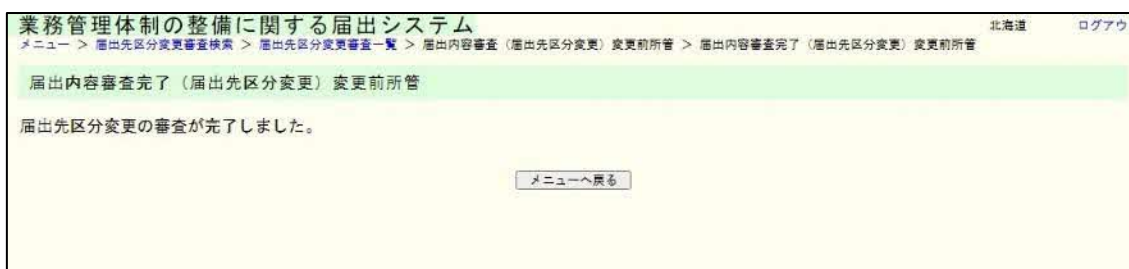 業務管理体制の整備に関する届出システム
北海道 ログアウ
メニュー > 届出先区分変更審査検索 > 届出先区分変更審査一覧 > 届出内容審査（届出先区分変更）変更前所管 > 届出内容審査完了（届出先区分変更）変更前所管
届出内容審査完了（届出先区分変更）変更前所管
届出先区分変更の審査が完了しました。
メニューへ戻る